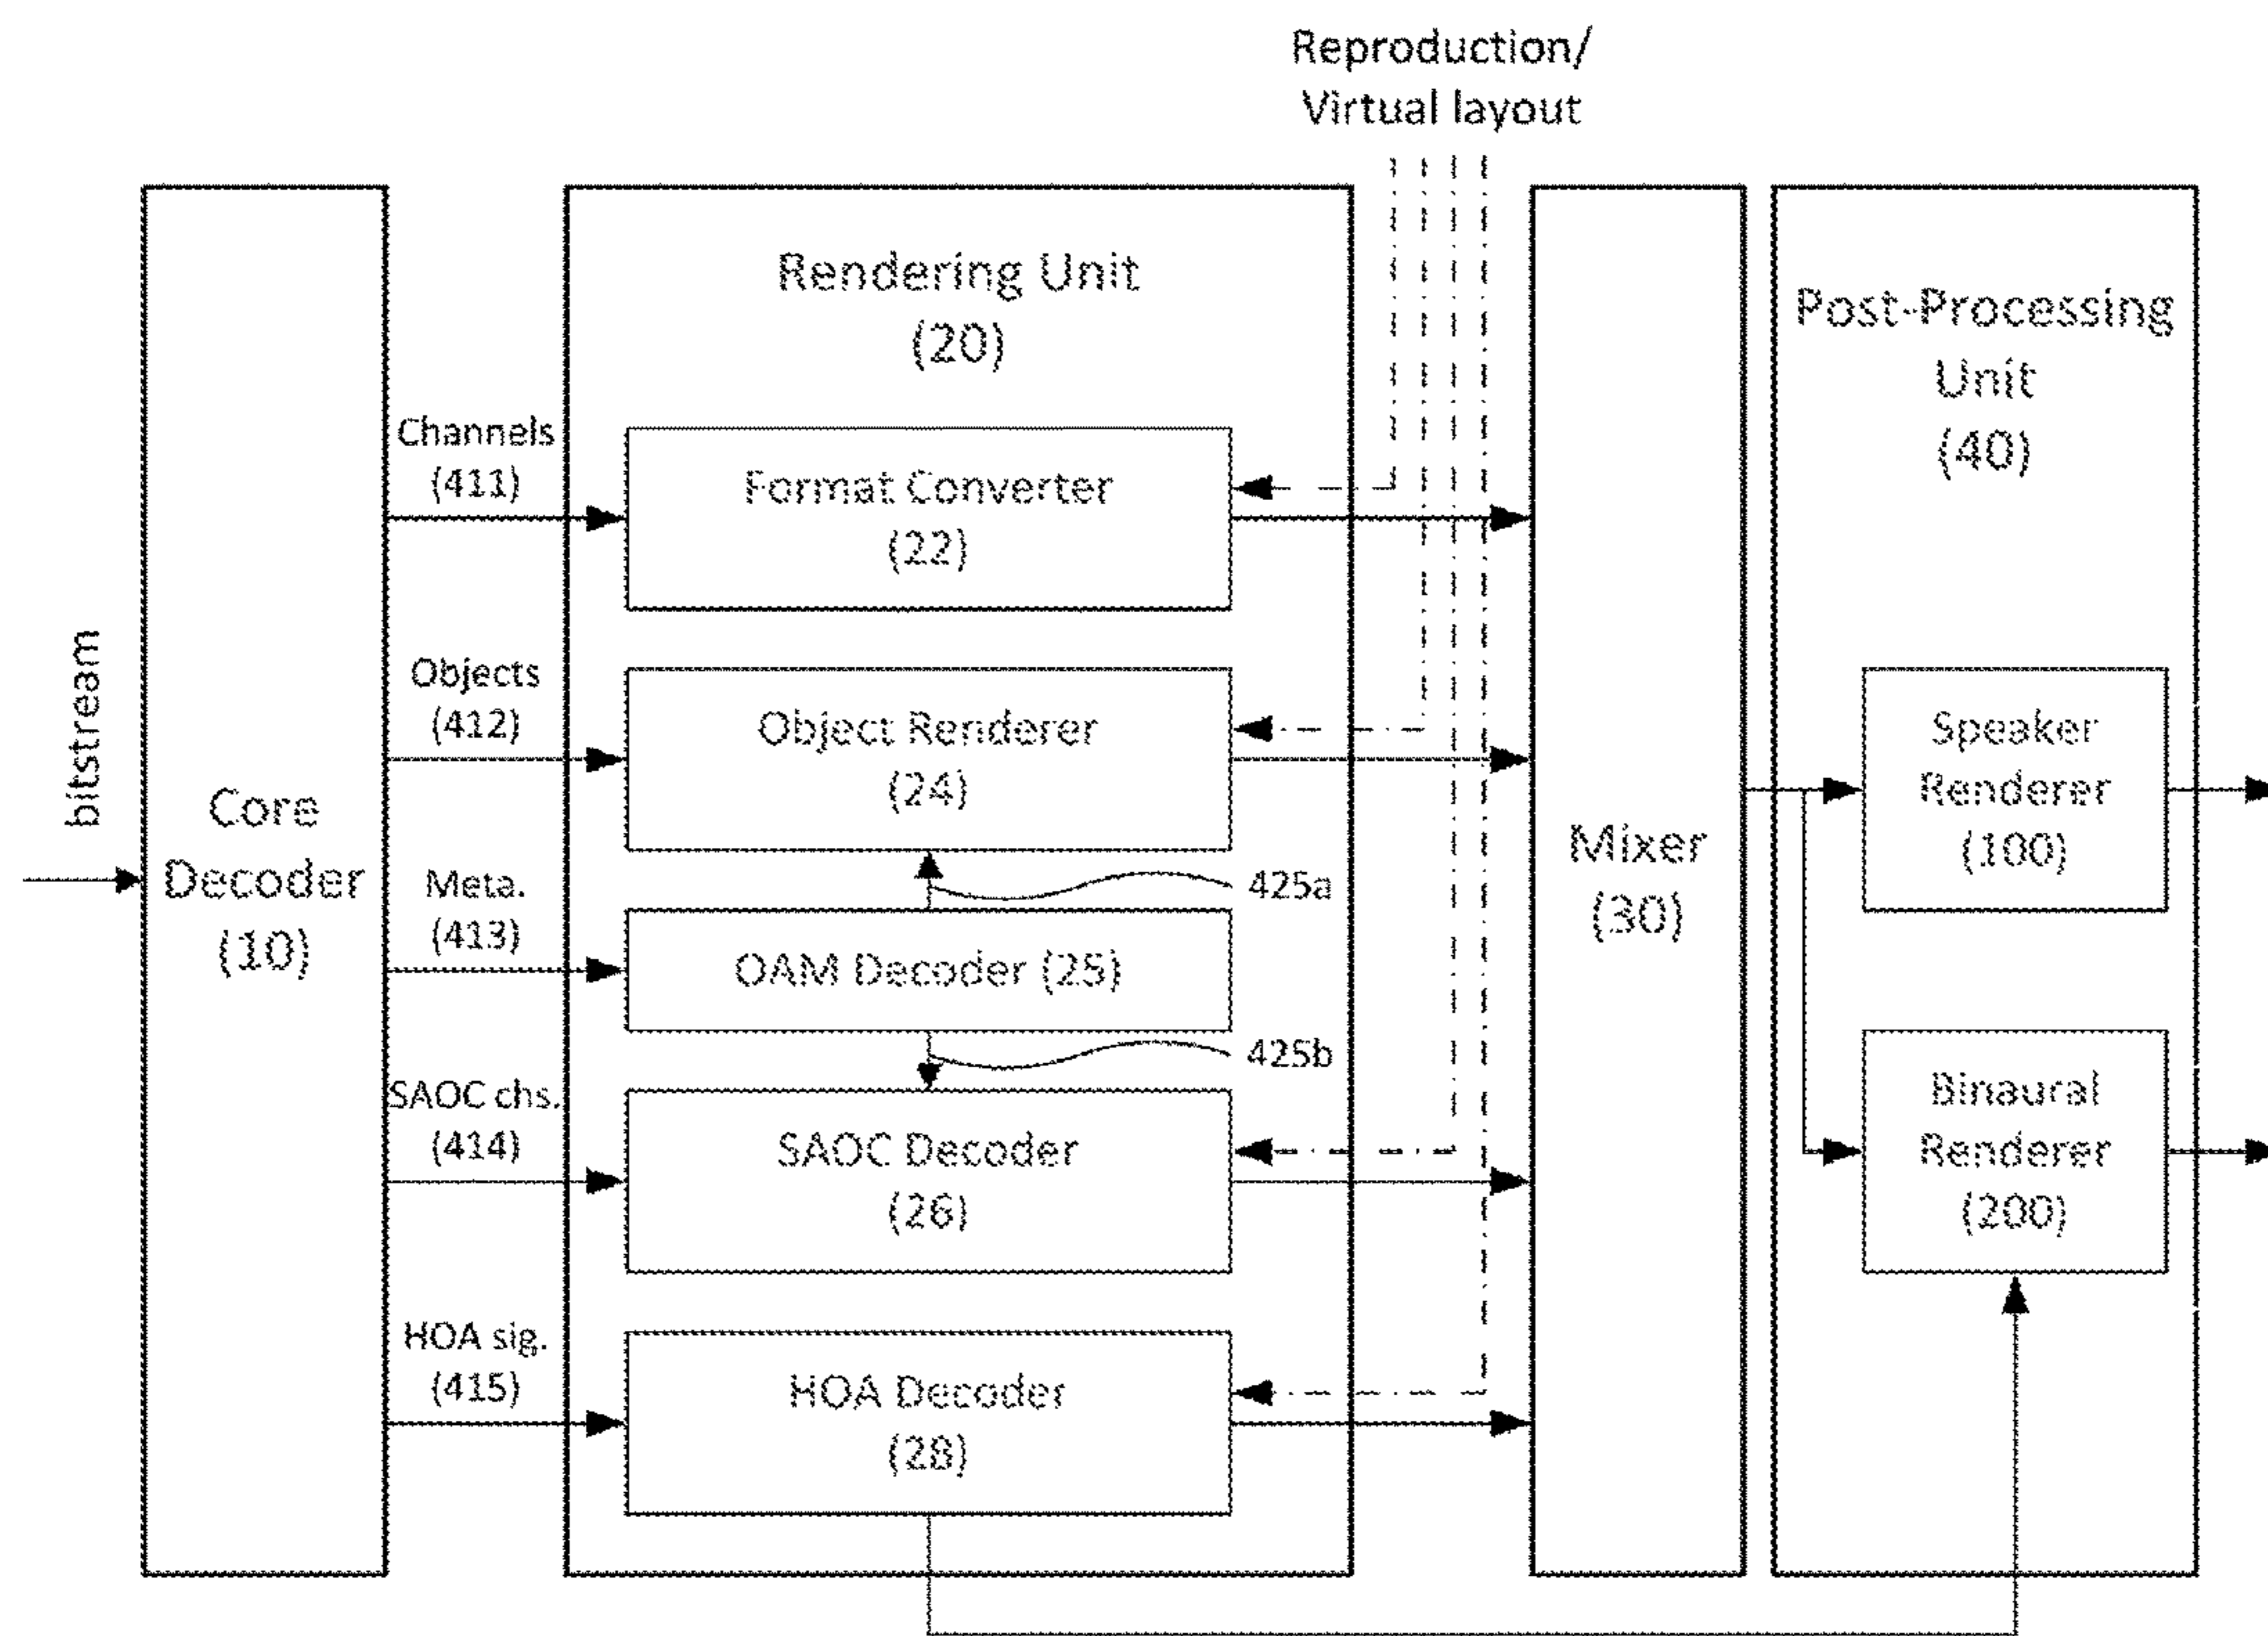 Reproduction/
Virtual layout
bitstream
Core
Decoder
(10)
Channels
(411)
Objects
(412)
Meta.
(413)
SAOC chs.
(414)
HOA sig.
(415)
Rendering Unit
(20)
Format Converter
(22)
Object Renderer
(24)
425a
OAM Decoder (25)
425b
SAOC Decoder
(26)
HOA Decoder
(28)
Mixer
(30)
Post-Processing
Unit
(40)
Speaker
Renderer
(100)
Binaural
Renderer
(200)